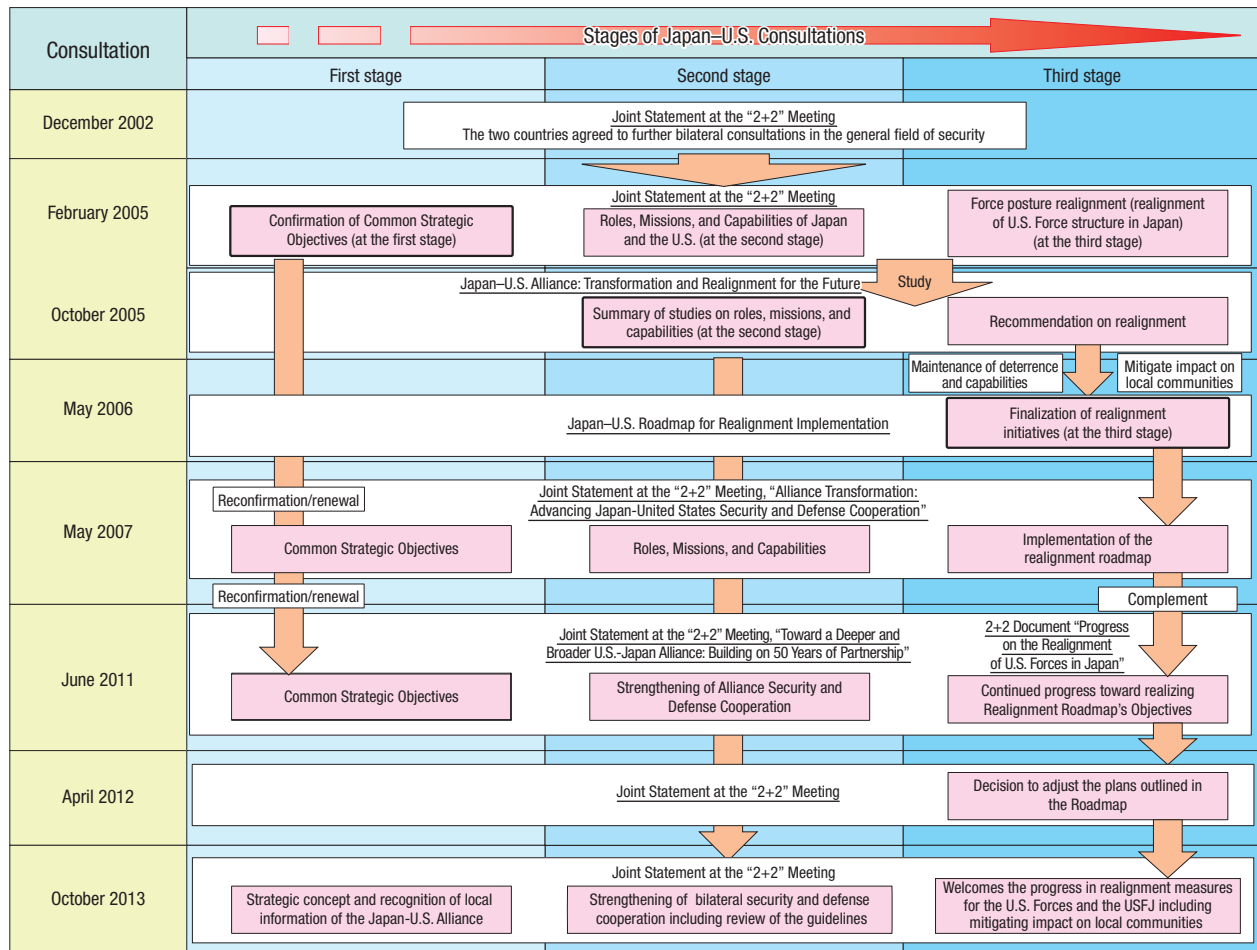 Consultation
Stages of Japan–U.S. Consultations
First stage
Second stage
Third stage
December 2002
Joint Statement at the “2+2” Meeting
The two countries agreed to further bilateral consultations in the general field of security
February 2005
Joint Statement at the “2+2” Meeting
Confirmation of Common Strategic
Objectives (at the first stage)
Roles, Missions, and Capabilities of Japan
and the U.S. (at the second stage)
Force posture realignment (realignment
of U.S. Force structure in Japan)
(at the third stage)
Study
October 2005
Japan–U.S. Alliance: Transformation and Realignment for the Future
Summary of studies on roles, missions, and
capabilities (at the second stage)
Recommendation on realignment
Maintenance of deterrence
and capabilities
Mitigate impact on
local communities
May 2006
Japan–U.S. Roadmap for Realignment Implementation
Finalization of realignment
initiatives (at the third stage)
May 2007
Reconfirmation/renewal
Joint Statement at the “2+2” Meeting, “Alliance Transformation:
Advancing Japan-United States Security and Defense Cooperation”
Common Strategic Objectives
Roles, Missions, and Capabilities
Implementation of the
realignment roadmap
Reconfirmation/renewal
Complement
June 2011
Joint Statement at the “2+2” Meeting, “Toward a Deeper and
Broader U.S.-Japan Alliance: Building on 50 Years of Partnership”
2+2 Document “Progress
on the Realignment
of U.S. Forces in Japan”
Common Strategic Objectives
Strengthening of Alliance Security and
Defense Cooperation
Continued progress toward realizing
Realignment Roadmap’s Objectives
April 2012
Joint Statement at the “2+2” Meeting
Decision to adjust the plans outlined in
the Roadmap
October 2013
Joint Statement at the “2+2” Meeting
Strategic concept and recognition of local
information of the Japan-U.S. Alliance
Strengthening of bilateral security and defense
cooperation including review of the guidelines
Welcomes the progress in realignment measures
for the U.S. Forces and the USFJ including
mitigating impact on local communities